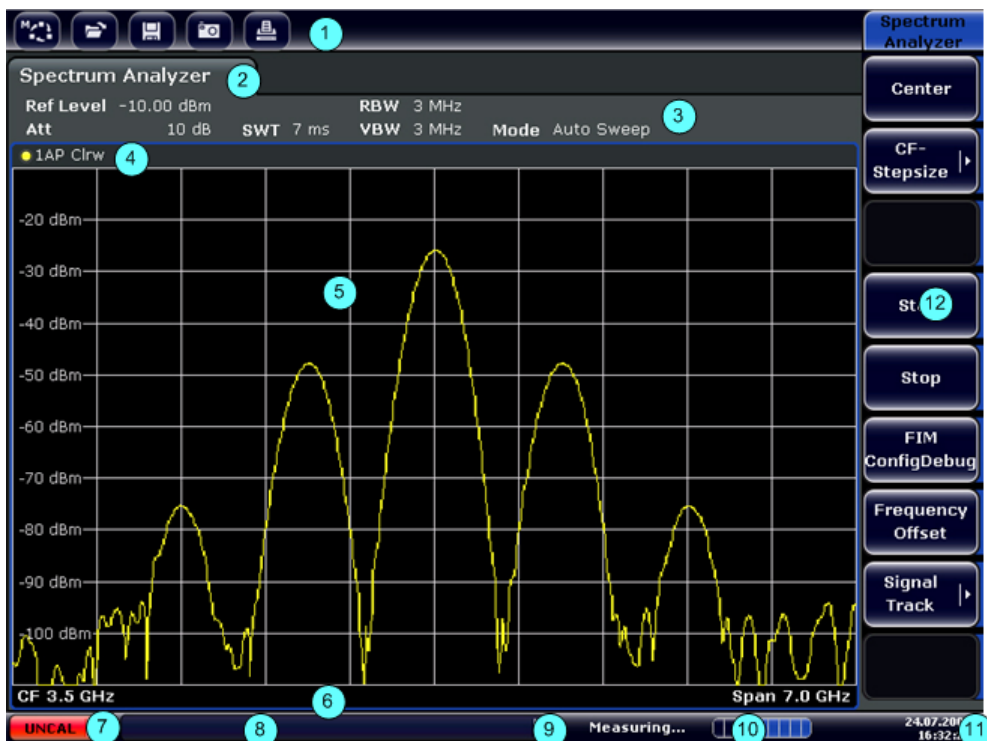 1
Spectrum Analyzer
Spectrum Analyzer 2
Ref Level -10.00 dBm RBW 3 MHz
Att 10 dB SWT 7 ms VBW 3 MHz Mode Auto Sweep 3
1AP Clrw 4
-20 dBm
-30 dBm
-40 dBm
-50 dBm
-60 dBm
-70 dBm
-80 dBm
-90 dBm
-100 dBm
5
CF 3.5 GHz 6 Span 7.0 GHz
UNCAL 7 8 9 Measuring... 10 11
Center
CF-
Stepsize
12
Stop
FIM
ConfigDebug
Frequency
Offset
Signal
Track